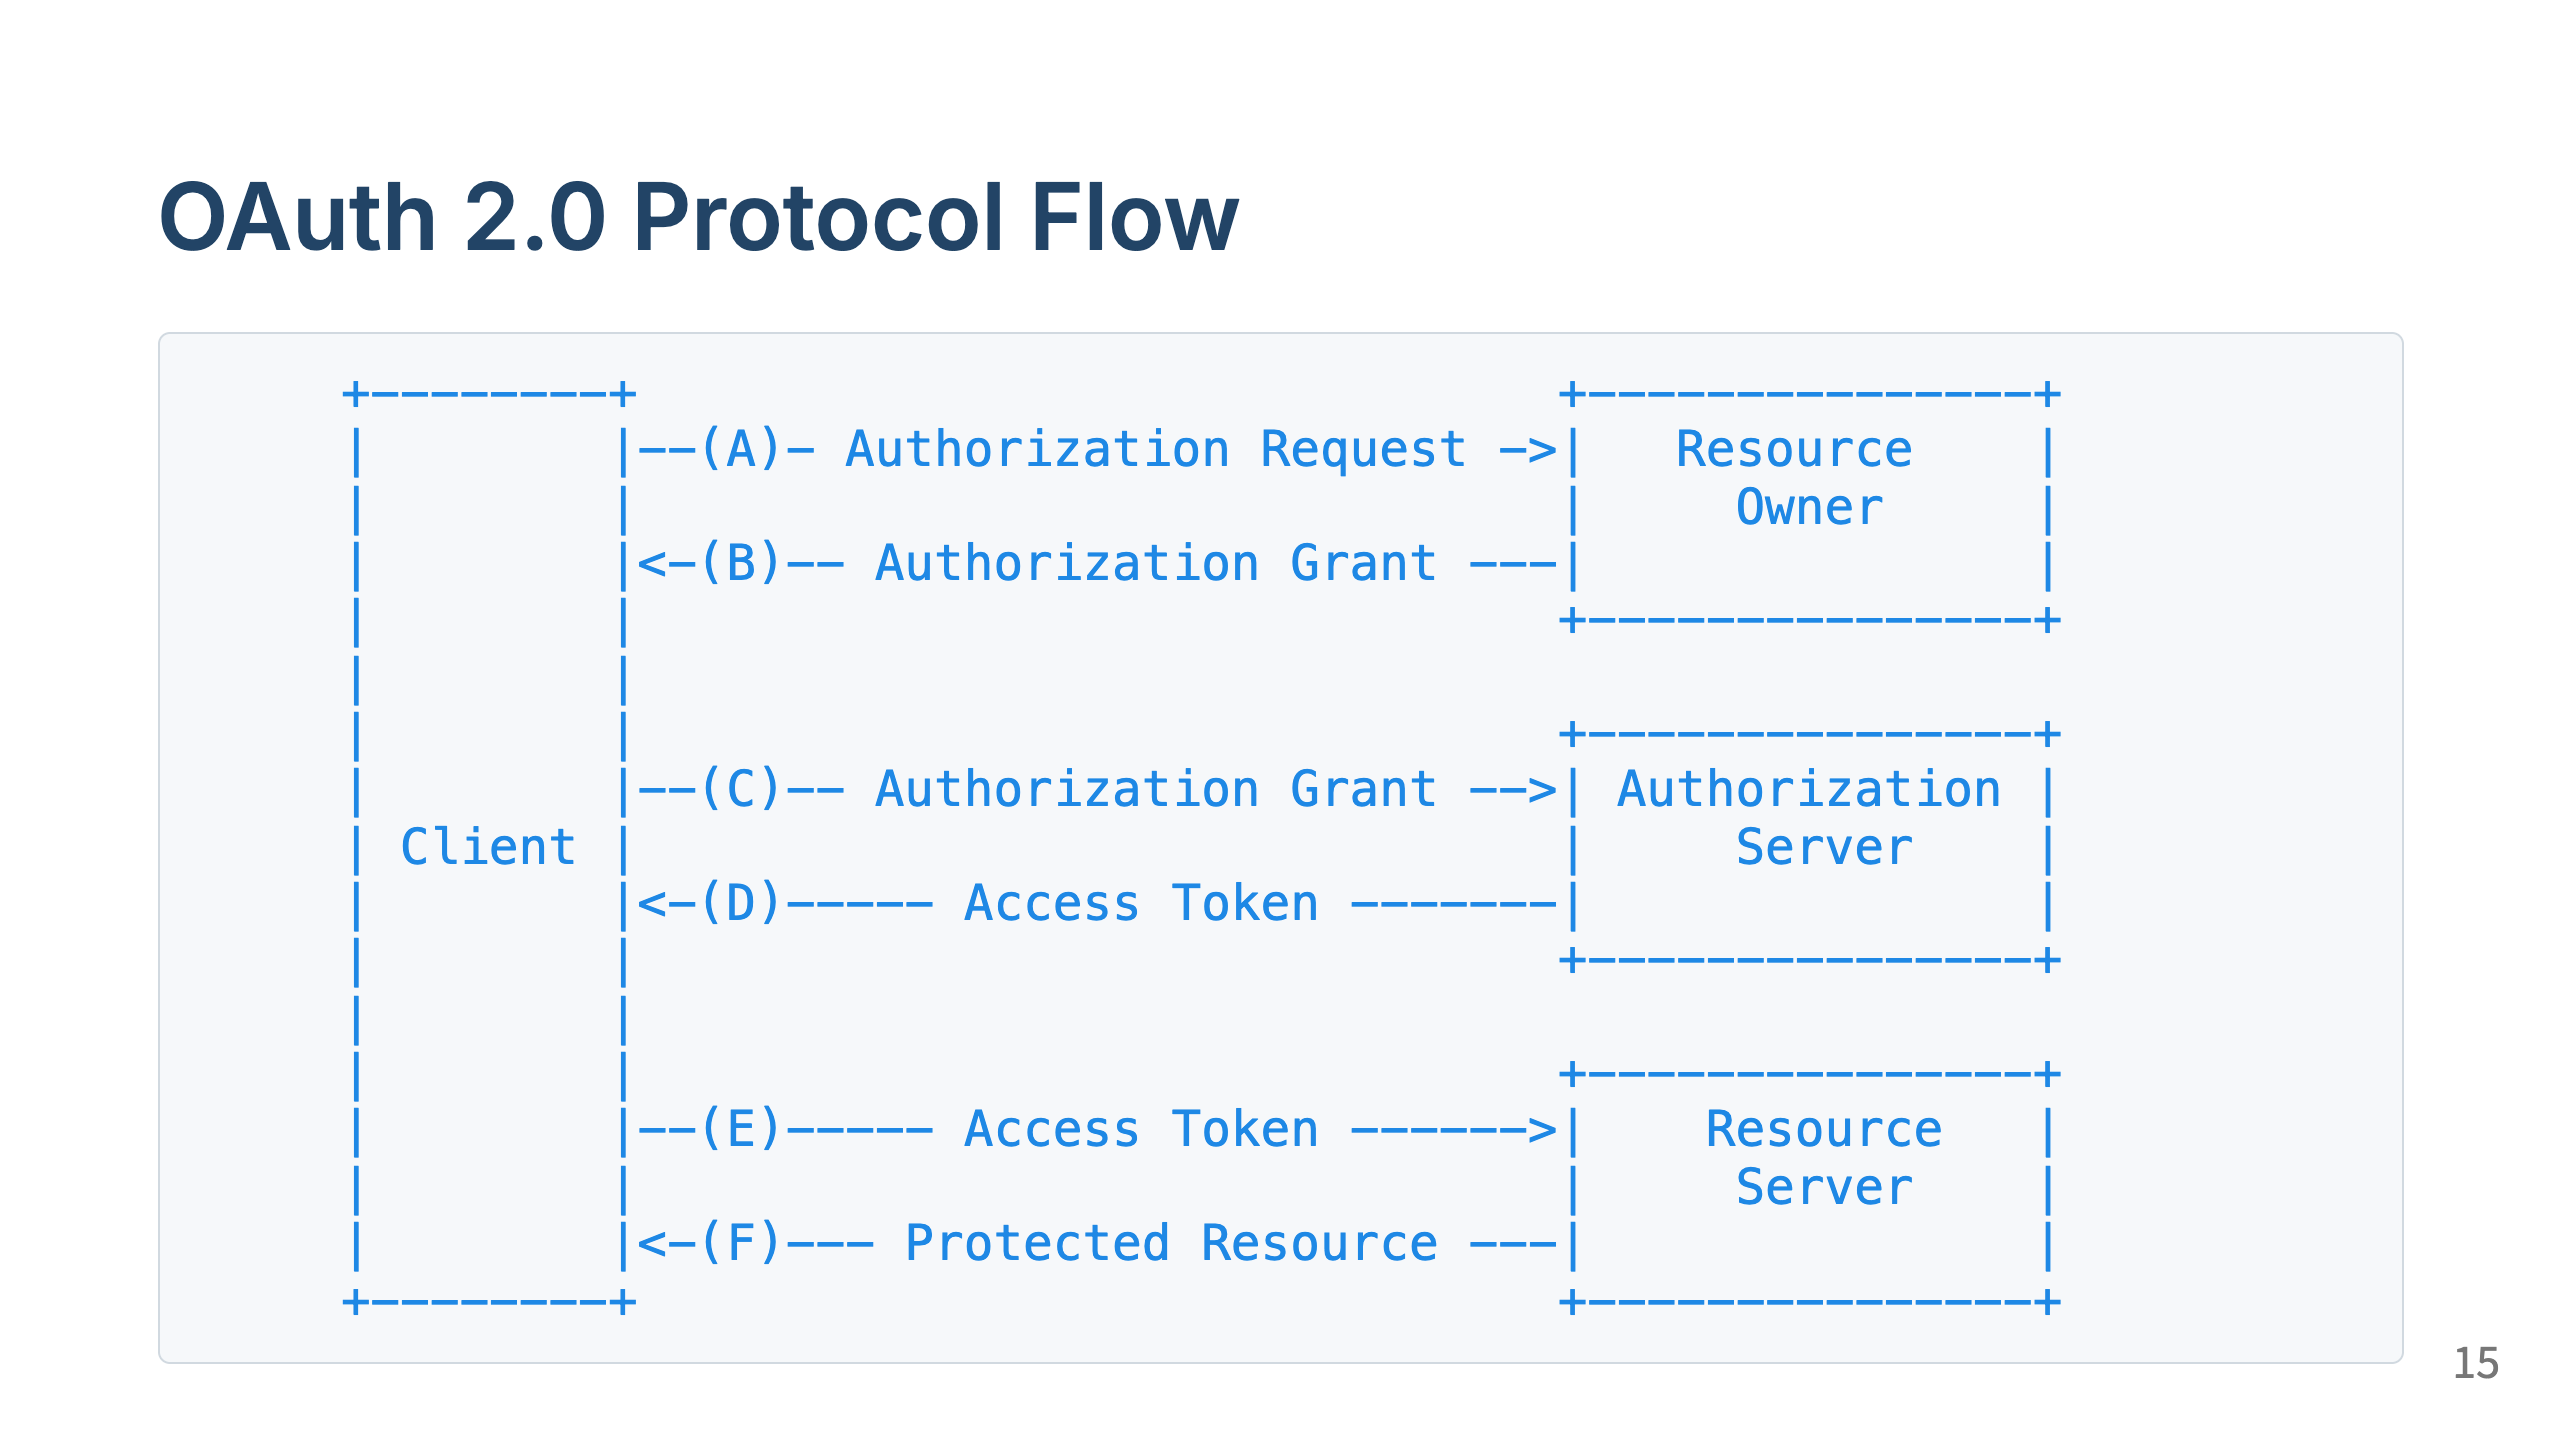 OAuth 2.0 Protocol Flow
+--------+                               +---------------+
|        |--(A)- Authorization Request ->|   Resource    |
|        |                               |     Owner     |
|        |<-(B)-- Authorization Grant ---|               |
|        |                               +---------------+
|        |
|        |                               +---------------+
|        |--(C)-- Authorization Grant -->| Authorization |
| Client |                               |     Server    |
|        |<-(D)----- Access Token -------|               |
|        |                               +---------------+
|        |
|        |                               +---------------+
|        |--(E)----- Access Token ------>|    Resource   |
|        |                               |     Server    |
|        |<-(F)--- Protected Resource ---|               |
+--------+                               +---------------+
15